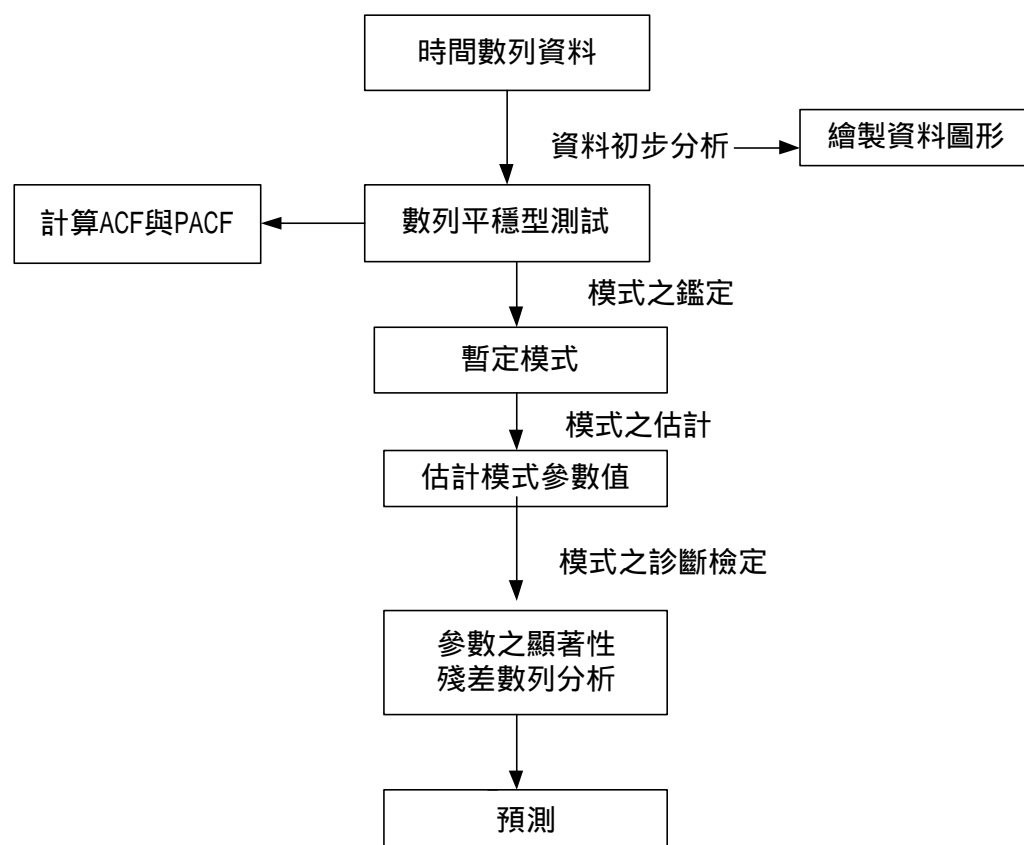 時間數列資料
資料初步分析
繪製資料圖形
計算ACF與PACF
數列平穩型測試
模式之鑑定
暫定模式
模式之估計
估計模式參數值
模式之診斷檢定
參數之顯著性
殘差數列分析
預測